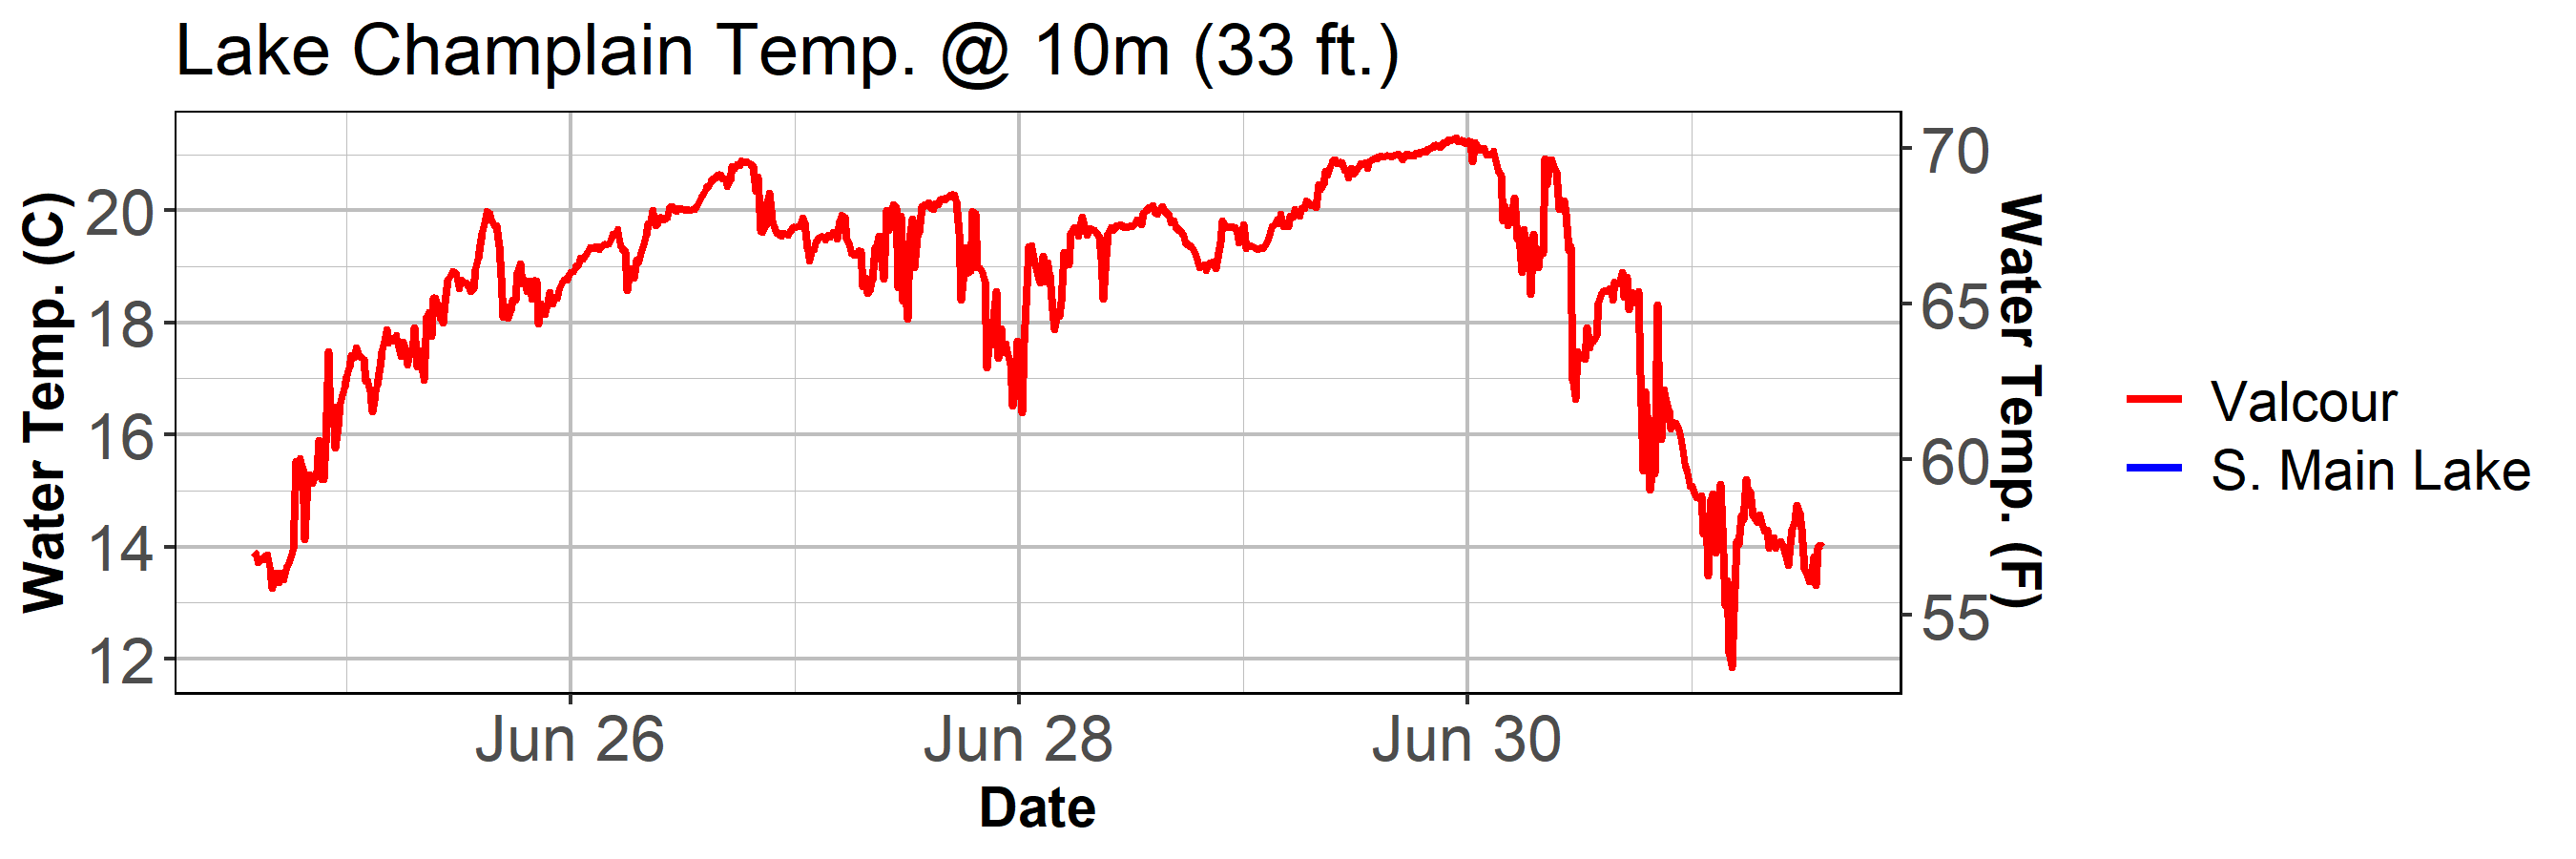 Lake Champlain Temp. @ 10m (33 ft.)
Water Temp. (C)
20
18
16
14
12
70
65
60
55
Water Temp. (F)
Jun 26
Jun 28
Jun 30
Date
Valcour
S. Main Lake